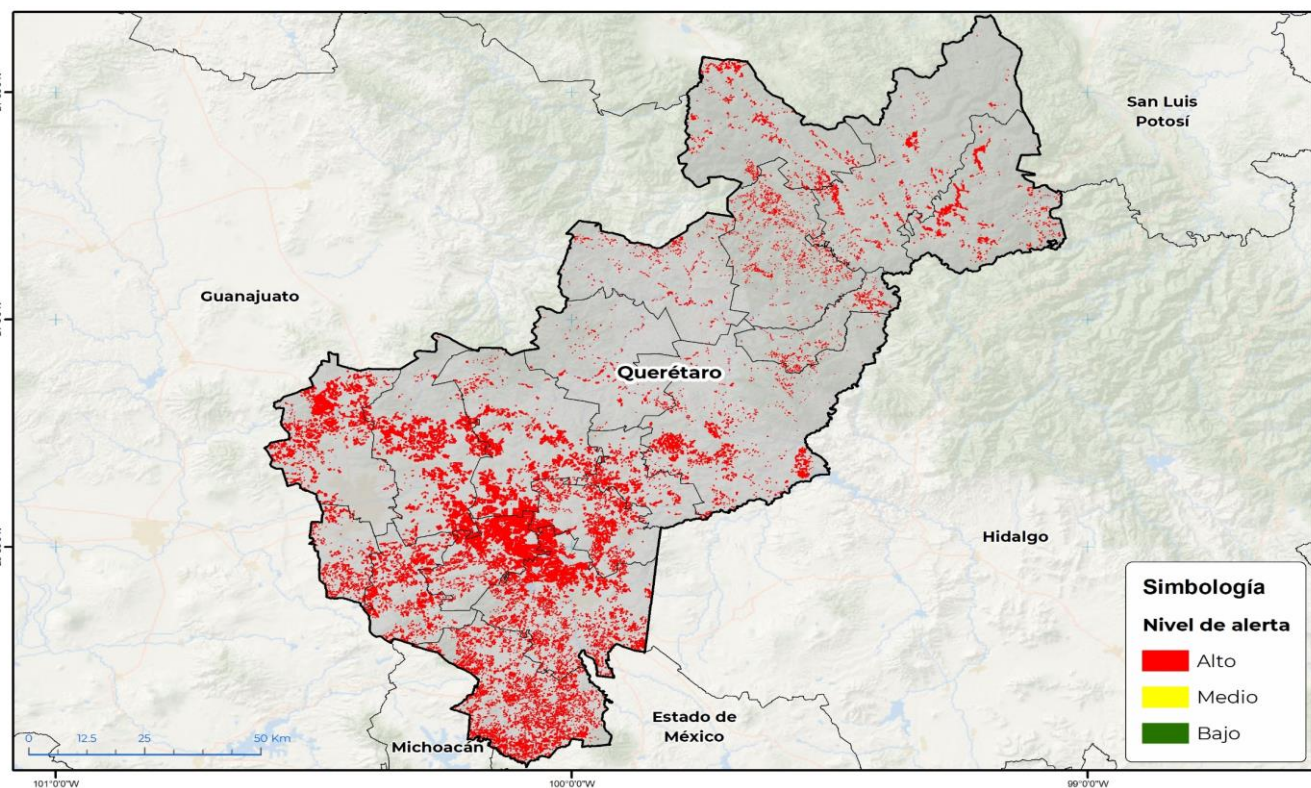 San Luis
Potosí
Guanajuato
Querétaro
Hidalgo
Simbología
Nivel de alerta
Alto
Medio
Bajo
Estado de
México
Michoacán
0 12.5 25 50 Km
101°0'0"W 100°0'0"W 99°0'0"W